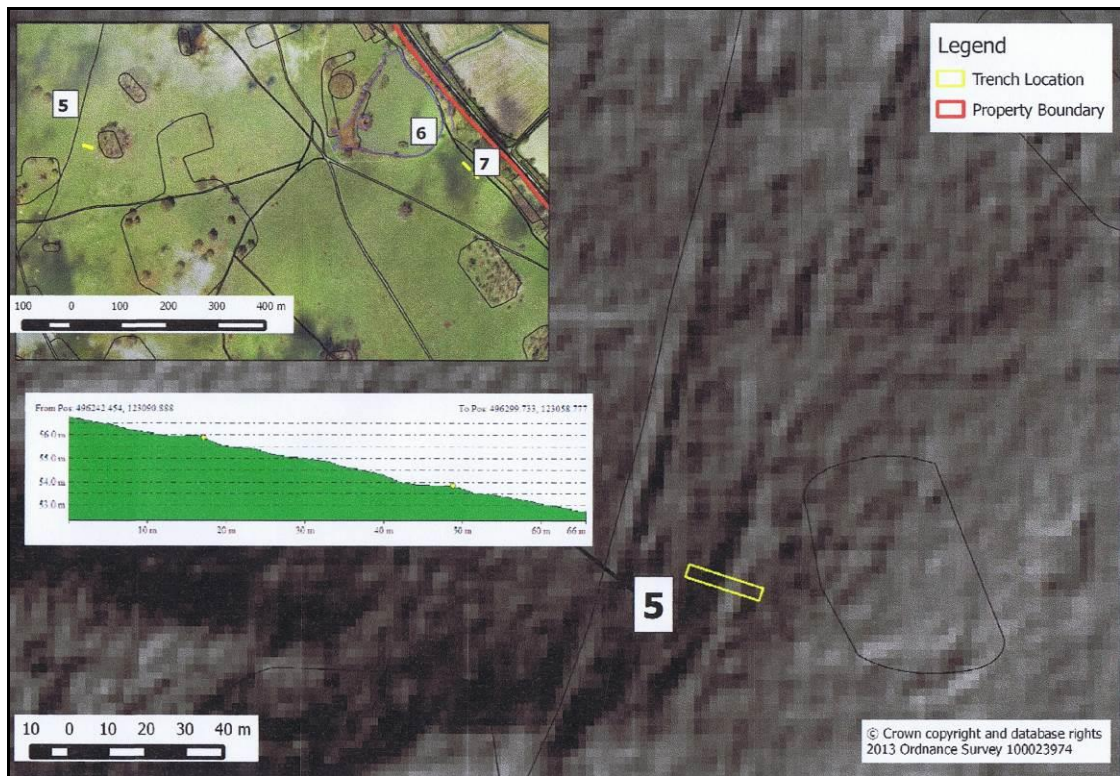 Legend
Trench Location
Property Boundary
5
6
7
100 0 100 200 300 400 m
From Pos: 496242.454, 123090.888 To Pos: 496299.733, 123058.777
56.0 m
55.0 m
54.0 m
53.0 m
10 m 20 m 30 m 40 m 50 m 60 m 66 m
5
10 0 10 20 30 40 m
© Crown copyright and database rights
2013 Ordnance Survey 100023974